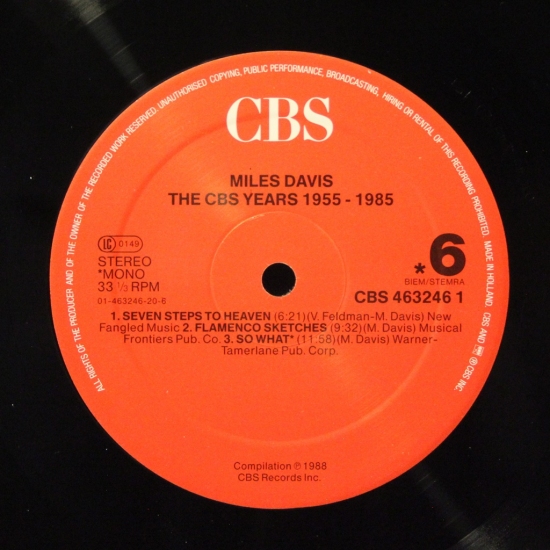 ALL RIGHTS OF THE PRODUCER AND OF THE OWNER OF THE RECORDED WORK RESERVED. UNAUTHORISED COPYING, PUBLIC PERFORMANCE, BROADCASTING, HIRING OR RENTAL OF THIS RECORDING PROHIBITED. MADE IN HOLLAND. CBS AND ℗ CBS INC.
CBS
MILES DAVIS
THE CBS YEARS 1955 - 1985
LC 0149
STEREO
*MONO
33 1/3 RPM
01-463246-20-6
*6
BIEM/STEMRA
CBS 463246 1
1. SEVEN STEPS TO HEAVEN (6:21)(V. Feldman-M. Davis) New
Fangled Music 2. FLAMENCO SKETCHES (9:32)(M. Davis) Musical
Frontiers Pub. Co. 3. SO WHAT* (11:58)(M. Davis) Warner-
Tamerlane Pub. Corp.
Compilation ℗ 1988
CBS Records Inc.